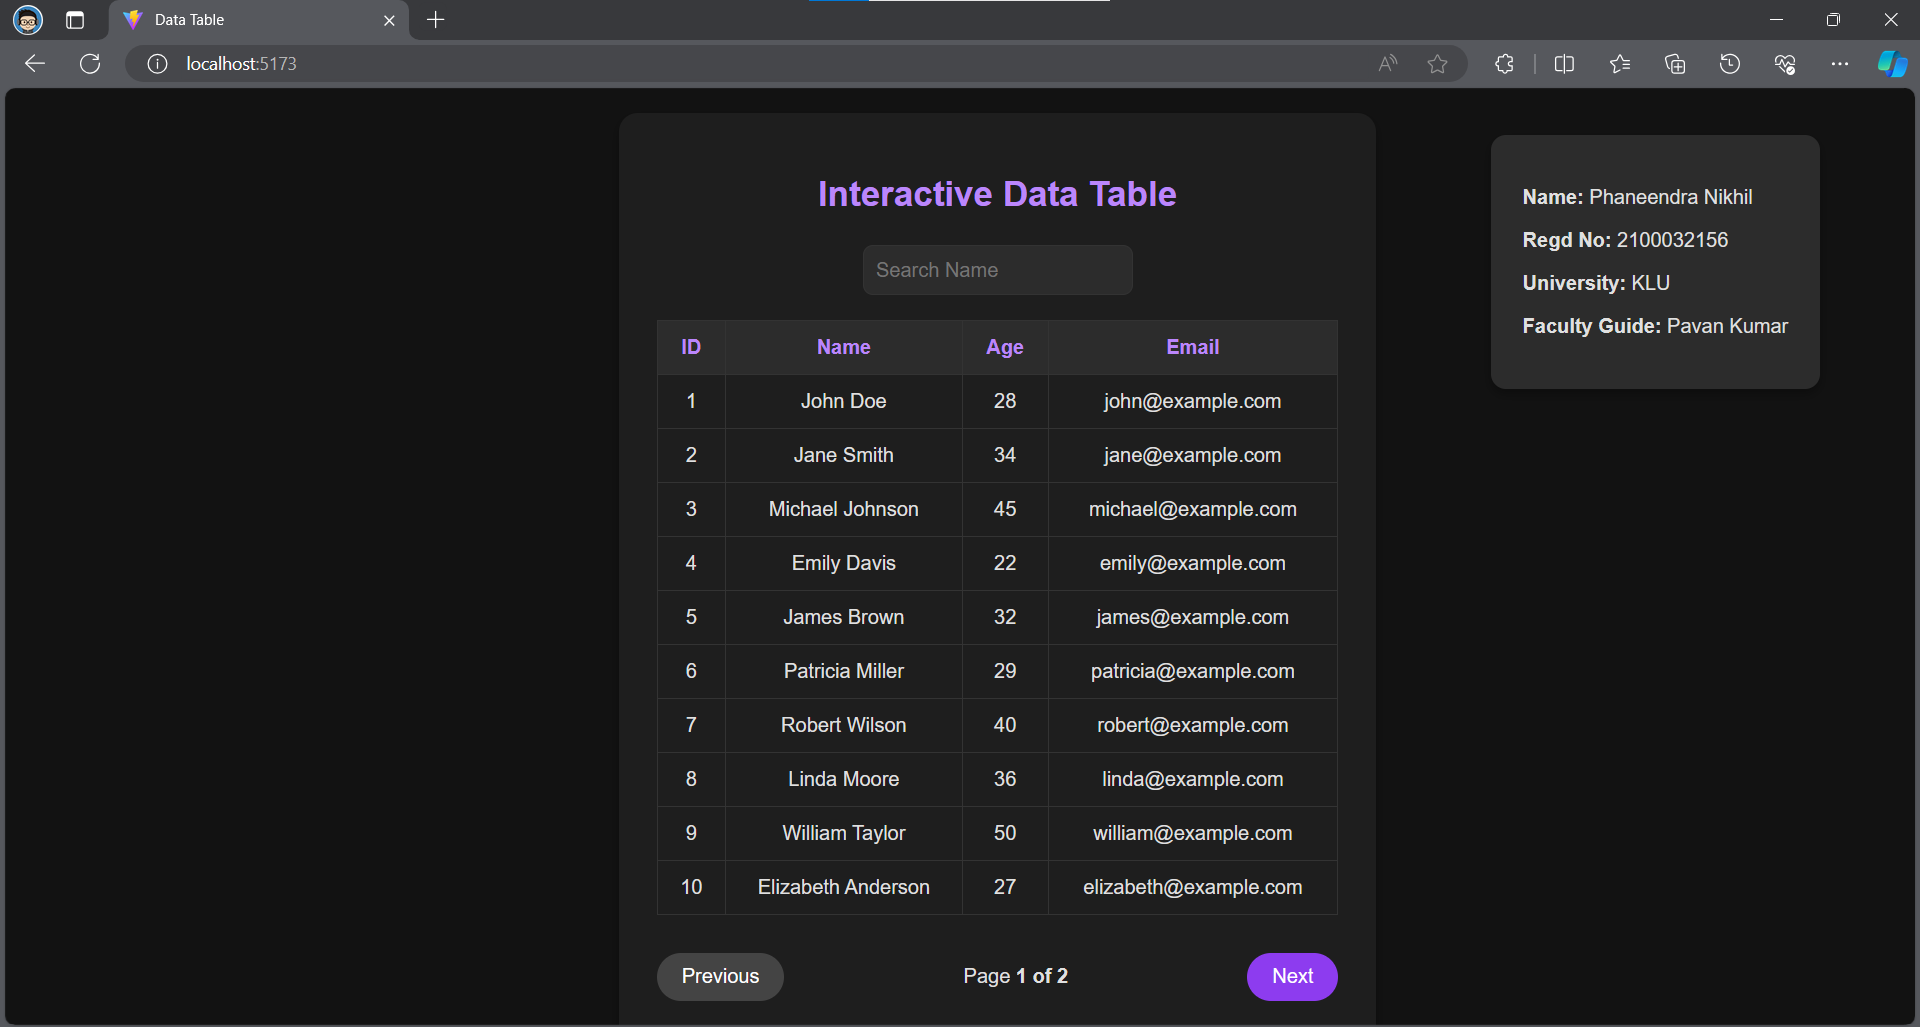 Data Table
localhost:5173
Interactive Data Table
Search Name
ID Name Age Email
1 John Doe 28 john@example.com
2 Jane Smith 34 jane@example.com
3 Michael Johnson 45 michael@example.com
4 Emily Davis 22 emily@example.com
5 James Brown 32 james@example.com
6 Patricia Miller 29 patricia@example.com
7 Robert Wilson 40 robert@example.com
8 Linda Moore 36 linda@example.com
9 William Taylor 50 william@example.com
10 Elizabeth Anderson 27 elizabeth@example.com
Previous Page 1 of 2 Next
Name: Phaneendra Nikhil
Regd No: 2100032156
University: KLU
Faculty Guide: Pavan Kumar